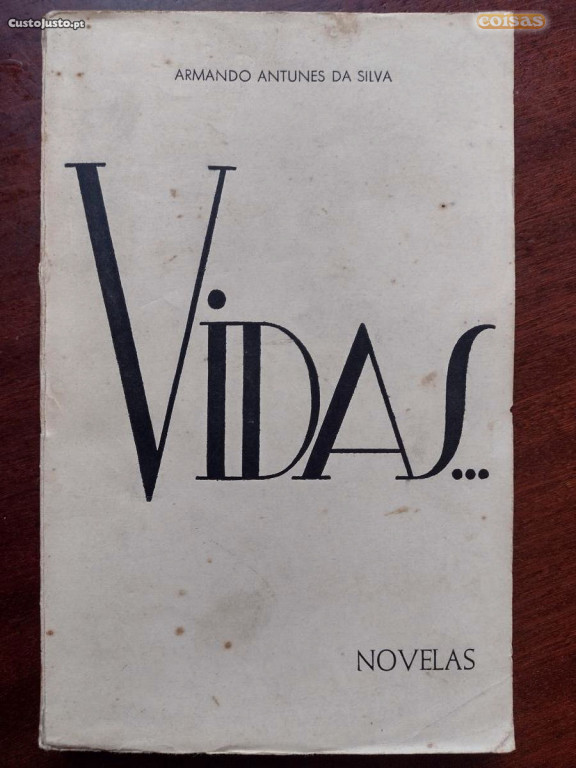 CustoJusto.pt
coisas
ARMANDO ANTUNES DA SILVA
VIDAS...
NOVELAS